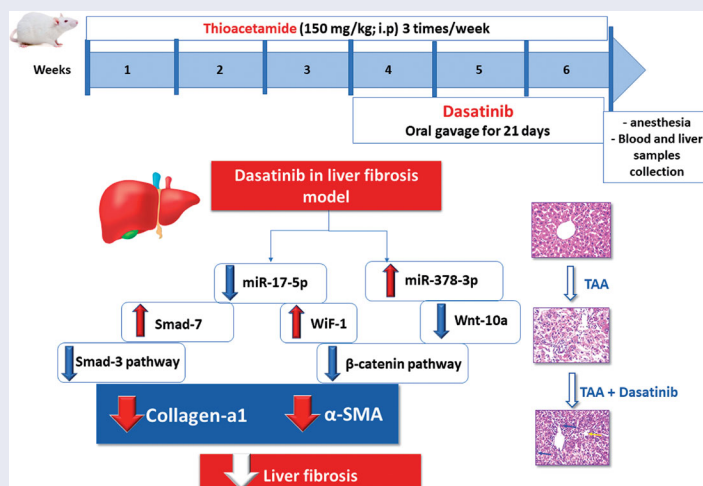 Thioacetamide (150 mg/kg; i.p) 3 times/week
Weeks 1 2 3 4 5 6
Dasatinib
Oral gavage for 21 days
- anesthesia
- Blood and liver
samples
collection
Dasatinib in liver fibrosis
model
miR-17-5p
miR-378-3p
Smad-7
WiF-1
Wnt-10a
Smad-3 pathway
β-catenin pathway
Collagen-a1
α-SMA
Liver fibrosis
TAA
TAA + Dasatinib